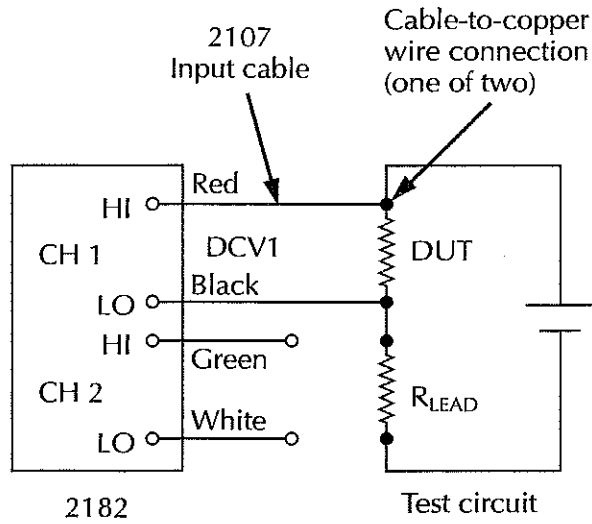 2107
Input cable
Cable-to-copper
wire connection
(one of two)
Red
HI
CH 1
DCV1
DUT
Black
LO
HI
Green
CH 2
R_LEAD
White
LO
2182
Test circuit